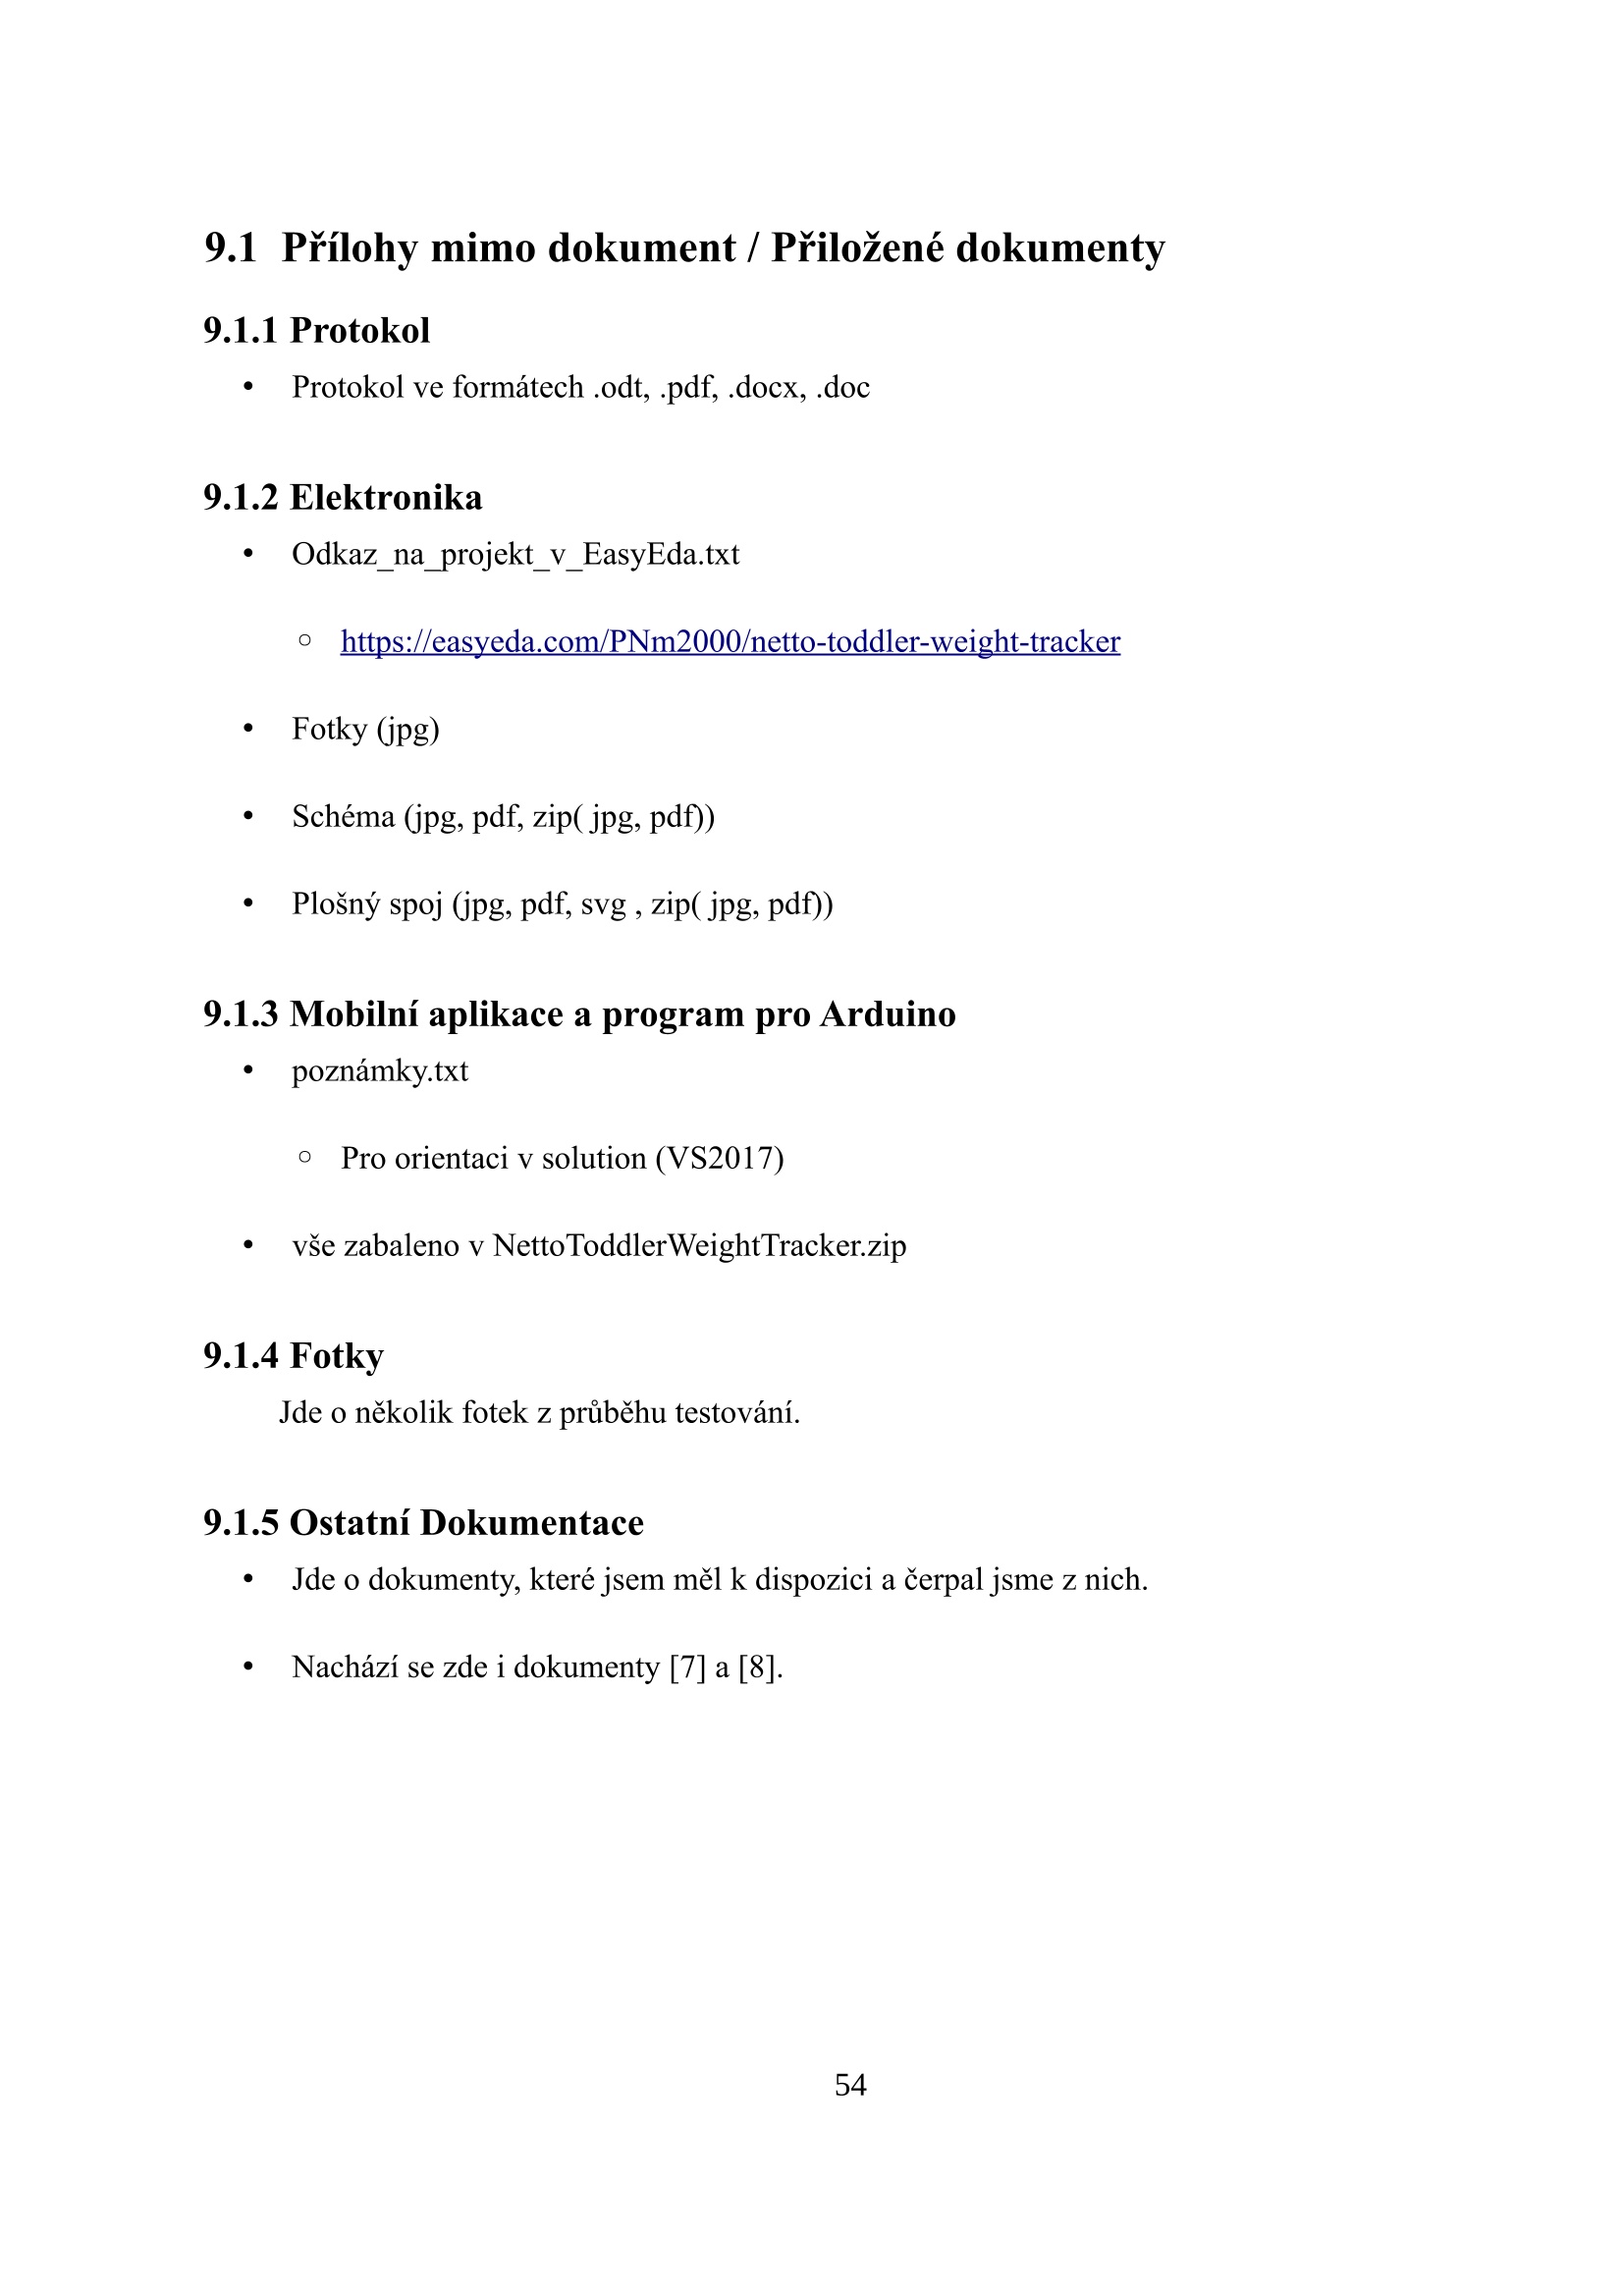 9.1 Přílohy mimo dokument / Přiložené dokumenty
9.1.1 Protokol
• Protokol ve formátech .odt, .pdf, .docx, .doc
9.1.2 Elektronika
• Odkaz_na_projekt_v_EasyEda.txt
○ https://easyeda.com/PNm2000/netto-toddler-weight-tracker
• Fotky (jpg)
• Schéma (jpg, pdf, zip( jpg, pdf))
• Plošný spoj (jpg, pdf, svg , zip( jpg, pdf))
9.1.3 Mobilní aplikace a program pro Arduino
• poznámky.txt
○ Pro orientaci v solution (VS2017)
• vše zabaleno v NettoToddlerWeightTracker.zip
9.1.4 Fotky
Jde o několik fotek z průběhu testování.
9.1.5 Ostatní Dokumentace
• Jde o dokumenty, které jsem měl k dispozici a čerpal jsme z nich.
• Nachází se zde i dokumenty [7] a [8].
54